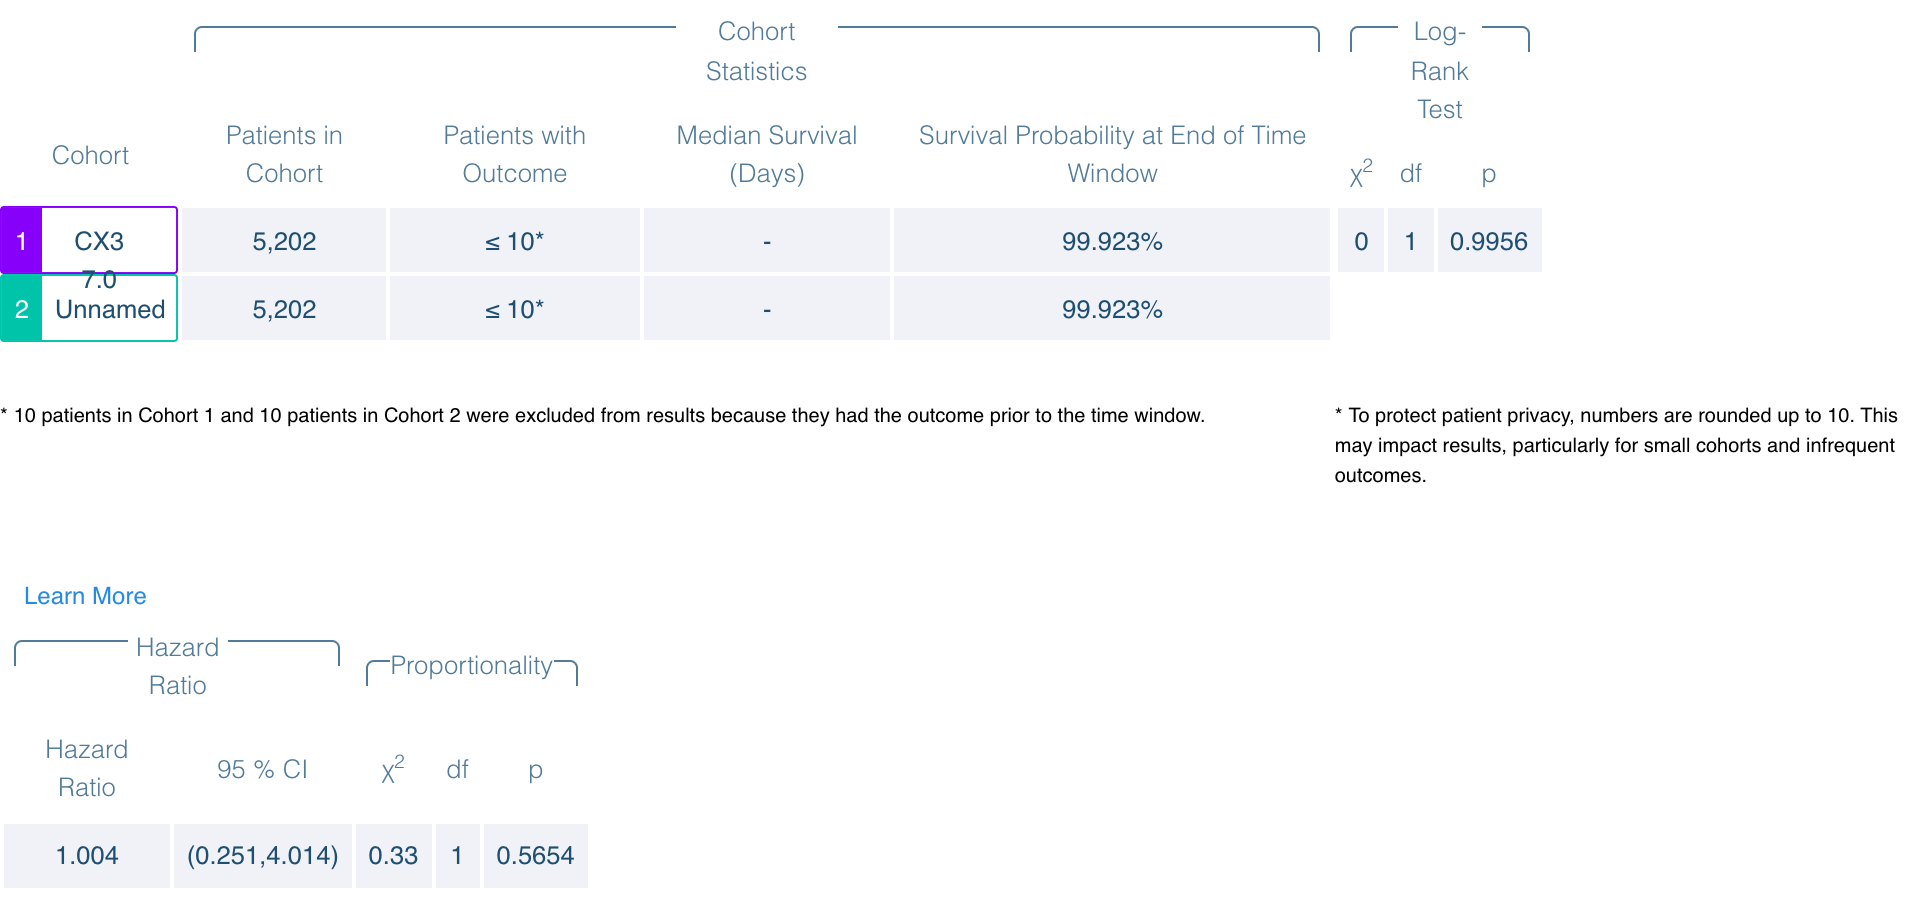 Cohort
Statistics
Log-
Rank
Test
Cohort
Patients in
Cohort
Patients with
Outcome
Median Survival
(Days)
Survival Probability at End of Time
Window
χ2 df p
1 CX3
7.0
5,202 ≤ 10* - 99.923% 0 1 0.9956
2 Unnamed 5,202 ≤ 10* - 99.923%
* 10 patients in Cohort 1 and 10 patients in Cohort 2 were excluded from results because they had the outcome prior to the time window.
* To protect patient privacy, numbers are rounded up to 10. This
may impact results, particularly for small cohorts and infrequent
outcomes.
Learn More
Hazard
Ratio
Proportionality
Hazard
Ratio
95 % CI χ2 df p
1.004 (0.251,4.014) 0.33 1 0.5654